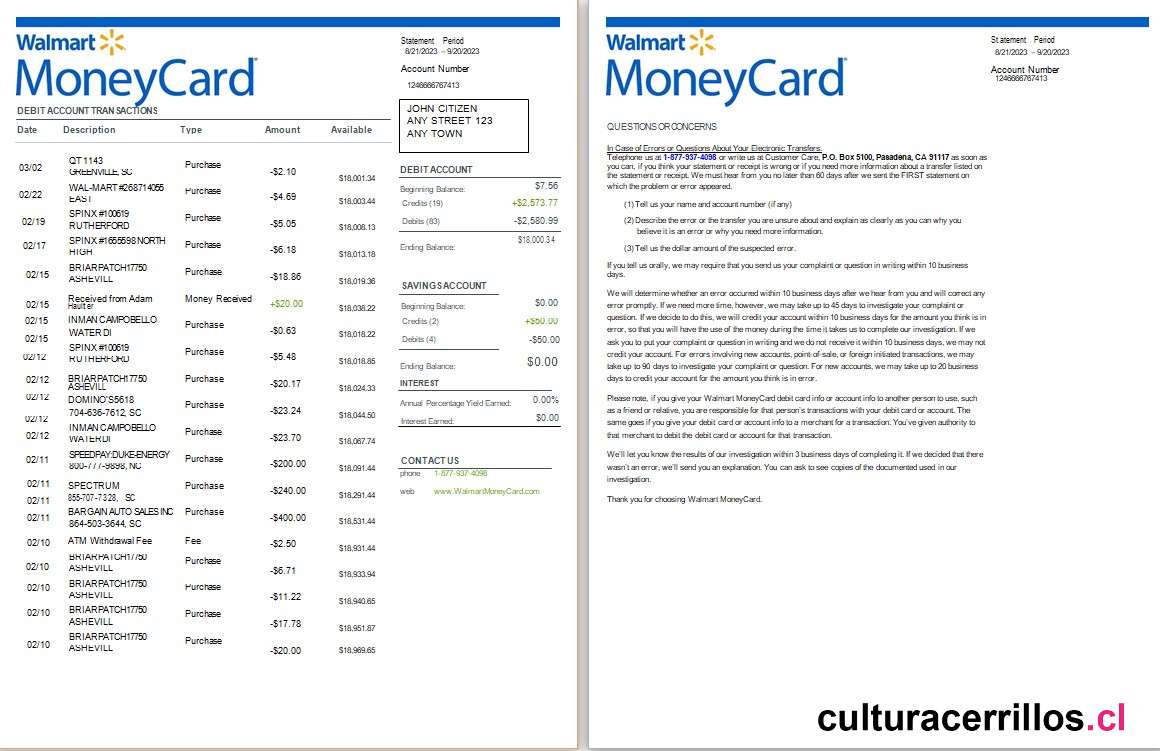 Walmart
MoneyCard
Statement Period
8/21/2023 – 9/20/2023
Account Number
1246666767413
JOHN CITIZEN
ANY STREET 123
ANY TOWN
DEBIT ACCOUNT TRANSACTIONS
Date Description Type Amount Available
03/02 QT 1143 Purchase -$2.10 $18,001.34
GREENVILLE, SC
02/22 WAL-MART #268714055 Purchase -$4.69 $18,003.44
EAST
02/19 SPINX #100619 Purchase -$5.05 $18,008.13
RUTHERFORD
02/17 SPINX #1655598 NORTH Purchase -$6.18 $18,013.18
HIGH
02/15 BRIARPATCH17750 Purchase -$18.86 $18,019.36
ASHEVILL
02/15 Received from Adam Money Received +$20.00 $18,038.22
02/15 INMAN CAMPOBELLO Purchase -$0.63 $18,018.22
WATER DI
02/15
02/12 SPINX #100619 Purchase -$5.48 $18,018.85
RUTHERFORD
02/12 BRIARPATCH17750 Purchase -$20.17 $18,024.33
ASHEVILL
02/12 DOMINO'S5618 Purchase -$23.24 $18,044.50
704-636-7612, SC
02/12
02/12 INMAN CAMPOBELLO Purchase -$23.70 $18,067.74
WATERDI
02/11 SPEEDPAY:DUKE-ENERGY Purchase -$200.00 $18,091.44
800-777-9898, NC
02/11 SPECTRUM Purchase -$240.00 $18,291.44
02/11 855-707-7328, SC
02/11 BARGAIN AUTO SALES INC Purchase -$400.00 $18,531.44
864-503-3644, SC
02/10 ATM Withdrawal Fee Fee -$2.50 $18,931.44
02/10 BRIARPATCH17750 Purchase -$6.71 $18,933.94
ASHEVILL
02/10 BRIARPATCH17750 Purchase -$11.22 $18,940.65
ASHEVILL
02/10 BRIARPATCH17750 Purchase -$17.78 $18,951.87
ASHEVILL
02/10 BRIARPATCH17750 Purchase -$20.00 $18,969.65
ASHEVILL
DEBIT ACCOUNT
Beginning Balance: $7.56
Credits (19) +$2,573.77
Debits (83) -$2,580.99
Ending Balance: $18,000.34
SAVINGS ACCOUNT
Beginning Balance: $0.00
Credits (2) +$50.00
Debits (4) -$50.00
Ending Balance: $0.00
INTEREST
Annual Percentage Yield Earned: 0.00%
Interest Earned: $0.00
CONTACT US
phone 1-877-937-4098
web www.WalmartMoneyCard.com
Walmart
MoneyCard
Statement Period
8/21/2023 – 9/20/2023
Account Number
1246666767413
QUESTIONS OR CONCERNS
In Case of Errors or Questions About Your Electronic Transfers.
Telephone us at 1-877-937-4098 or write us at Customer Care, P.O. Box 5100, Pasadena, CA 91117 as soon as
you can, if you think your statement or receipt is wrong or if you need more information about a transfer listed on
the statement or receipt. We must hear from you no later than 60 days after we sent the FIRST statement on
which the problem or error appeared.
(1) Tell us your name and account number (if any)
(2) Describe the error or the transfer you are unsure about and explain as clearly as you can why you
believe it is an error or why you need more information.
(3) Tell us the dollar amount of the suspected error.
If you tell us orally, we may require that you send us your complaint or question in writing within 10 business
days.
We will determine whether an error occurred within 10 business days after we hear from you and will correct any
error promptly. If we need more time, however, we may take up to 45 days to investigate your complaint or
question. If we decide to do this, we will credit your account within 10 business days for the amount you think is in
error, so that you will have the use of the money during the time it takes us to complete our investigation. If we
ask you to put your complaint or question in writing and we do not receive it within 10 business days, we may not
credit your account. For errors involving new accounts, point-of-sale, or foreign initiated transactions, we may
take up to 90 days to investigate your complaint or question. For new accounts, we may take up to 20 business
days to credit your account for the amount you think is in error.
Please note, if you give your Walmart MoneyCard debit card info or account info to another person to use, such
as a friend or relative, you are responsible for that person's transactions with your debit card or account. The
same goes if you give your debit card or account info to a merchant for a transaction. You've given authority to
that merchant to debit the debit card or account for that transaction.
We'll let you know the results of our investigation within 3 business days of completing it. If we decided that there
wasn't an error, we'll send you an explanation. You can ask to see copies of the documented used in our
investigation.
Thank you for choosing Walmart MoneyCard.
culturacerrillos.cl